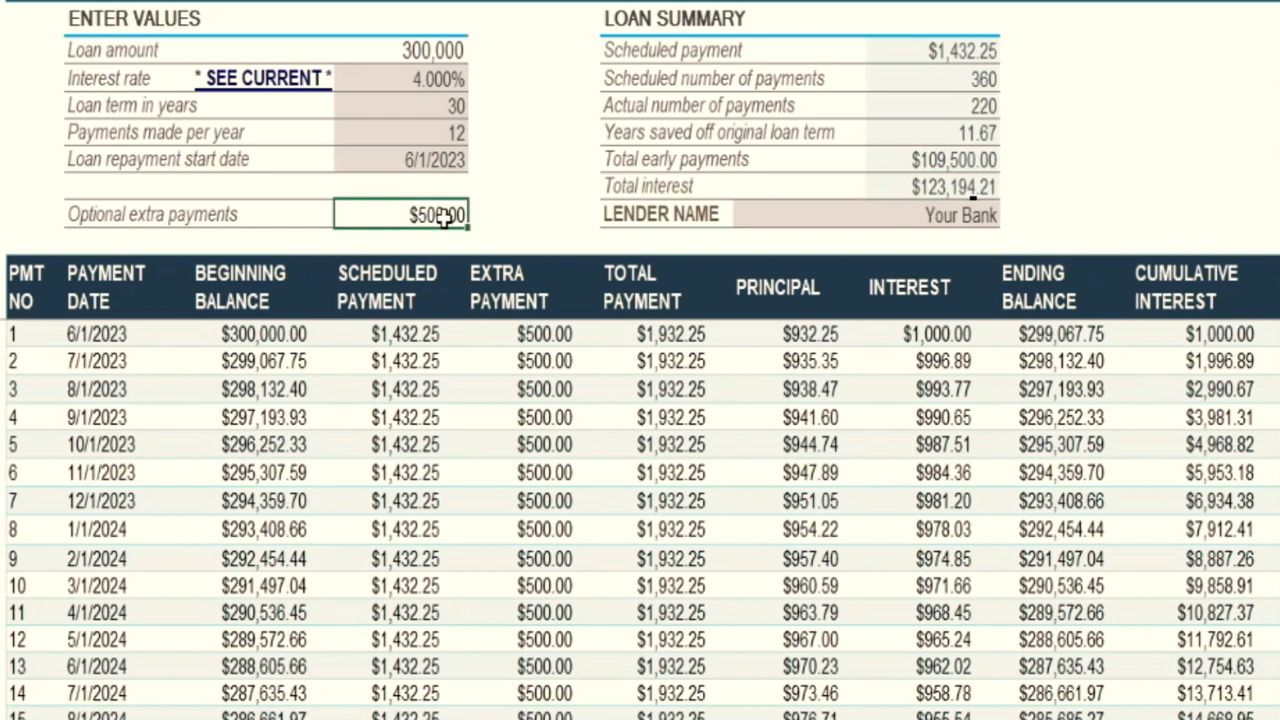 ENTER VALUES LOAN SUMMARY
Loan amount 300,000 Scheduled payment $1,432.25
Interest rate * SEE CURRENT * 4.000% Scheduled number of payments 360
Loan term in years 30 Actual number of payments 220
Payments made per year 12 Years saved off original loan term 11.67
Loan repayment start date 6/1/2023 Total early payments $109,500.00
Total interest $123,194.21
Optional extra payments $500.00 LENDER NAME Your Bank
PMT PAYMENT BEGINNING SCHEDULED EXTRA TOTAL PRINCIPAL INTEREST ENDING CUMULATIVE
NO DATE BALANCE PAYMENT PAYMENT PAYMENT BALANCE INTEREST
1 6/1/2023 $300,000.00 $1,432.25 $500.00 $1,932.25 $932.25 $1,000.00 $299,067.75 $1,000.00
2 7/1/2023 $299,067.75 $1,432.25 $500.00 $1,932.25 $935.35 $996.89 $298,132.40 $1,996.89
3 8/1/2023 $298,132.40 $1,432.25 $500.00 $1,932.25 $938.47 $993.77 $297,193.93 $2,990.67
4 9/1/2023 $297,193.93 $1,432.25 $500.00 $1,932.25 $941.60 $990.65 $296,252.33 $3,981.31
5 10/1/2023 $296,252.33 $1,432.25 $500.00 $1,932.25 $944.74 $987.51 $295,307.59 $4,968.82
6 11/1/2023 $295,307.59 $1,432.25 $500.00 $1,932.25 $947.89 $984.36 $294,359.70 $5,953.18
7 12/1/2023 $294,359.70 $1,432.25 $500.00 $1,932.25 $951.05 $981.20 $293,408.66 $6,934.38
8 1/1/2024 $293,408.66 $1,432.25 $500.00 $1,932.25 $954.22 $978.03 $292,454.44 $7,912.41
9 2/1/2024 $292,454.44 $1,432.25 $500.00 $1,932.25 $957.40 $974.85 $291,497.04 $8,887.26
10 3/1/2024 $291,497.04 $1,432.25 $500.00 $1,932.25 $960.59 $971.66 $290,536.45 $9,858.91
11 4/1/2024 $290,536.45 $1,432.25 $500.00 $1,932.25 $963.79 $968.45 $289,572.66 $10,827.37
12 5/1/2024 $289,572.66 $1,432.25 $500.00 $1,932.25 $967.00 $965.24 $288,605.66 $11,792.61
13 6/1/2024 $288,605.66 $1,432.25 $500.00 $1,932.25 $970.23 $962.02 $287,635.43 $12,754.63
14 7/1/2024 $287,635.43 $1,432.25 $500.00 $1,932.25 $973.46 $958.78 $286,661.97 $13,713.41
15 8/1/2024 $286,661.97 $1,432.25 $500.00 $1,932.25 $976.71 $955.54